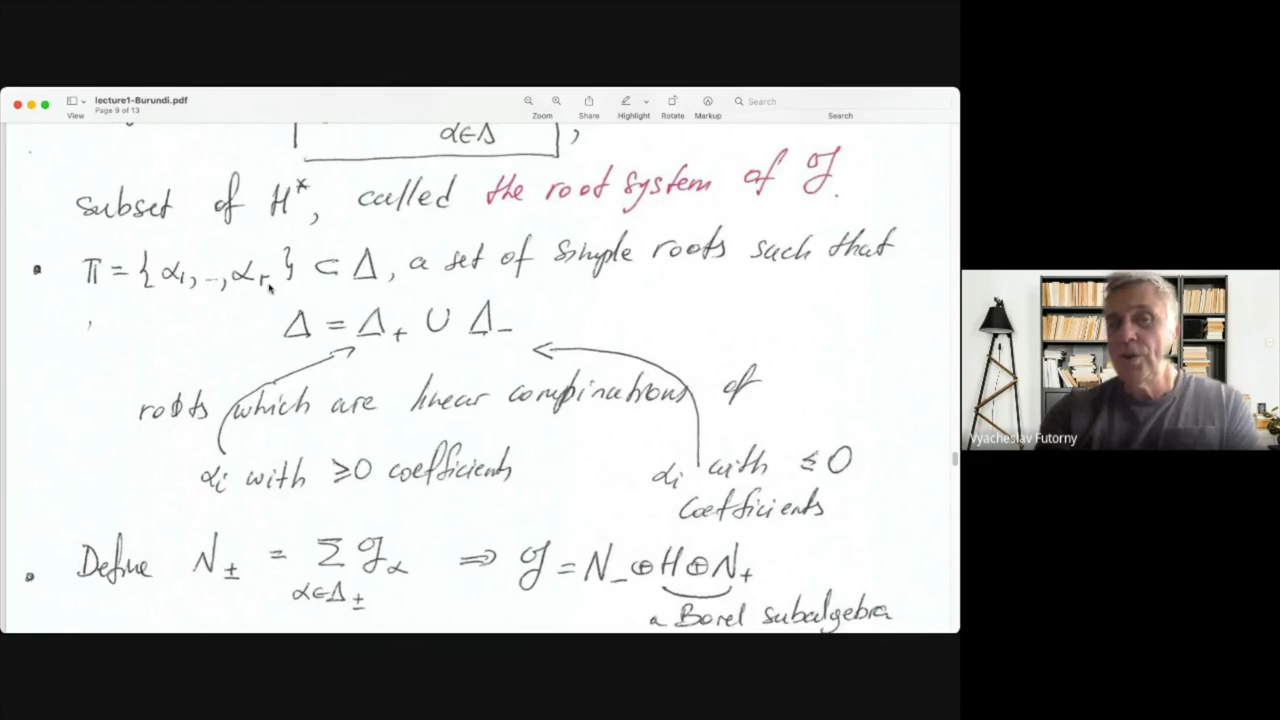 lecture1-Burundi.pdf
Page 9 of 13
View
Zoom
Share
Highlight
Rotate
Markup
Search
Search
α∈Δ ,
subset of H*, called the root system of 𝔤.
• Π = {α₁, .., αᵣ} ⊂ Δ, a set of simple roots such that
Δ = Δ₊ ∪ Δ₋
roots which are linear combinations of
αᵢ with ≥0 coefficients
αᵢ with ≤ 0
coefficients
• Define N± = Σ 𝔤α ⇒ 𝔤 = N₋ ⊕ H ⊕ N₊
α∈Δ±
a Borel subalgebra
Vyacheslav Futorny